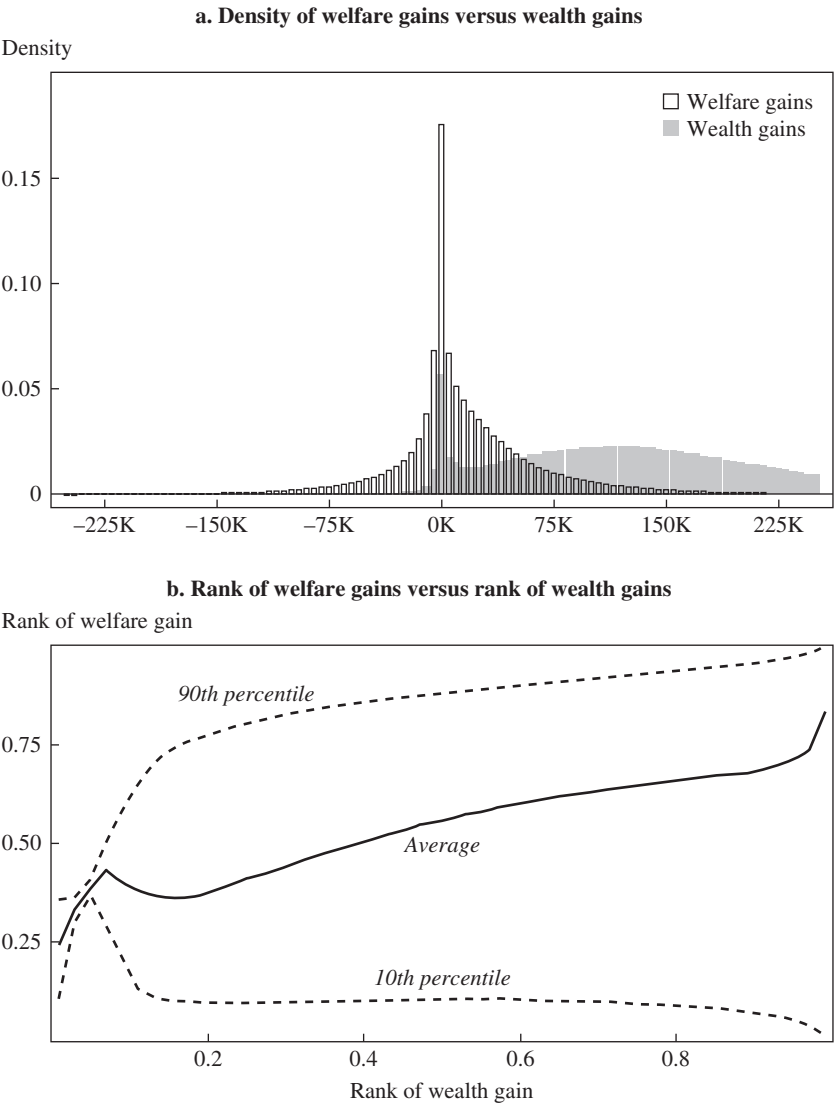 a. Density of welfare gains versus wealth gains
Density
Welfare gains
Wealth gains
0.15
0.10
0.05
0
–225K –150K –75K 0K 75K 150K 225K
b. Rank of welfare gains versus rank of wealth gains
Rank of welfare gain
90th percentile
0.75
0.50
Average
0.25
10th percentile
0.2 0.4 0.6 0.8
Rank of wealth gain